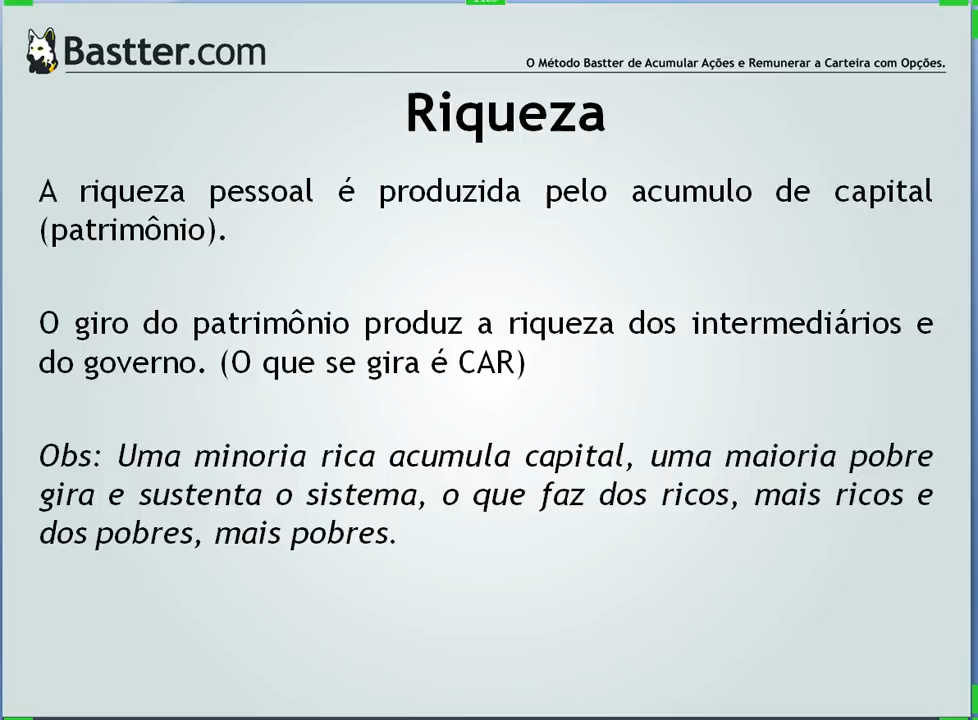 Bastter.com
O Método Bastter de Acumular Ações e Remunerar a Carteira com Opções.
Riqueza
A riqueza pessoal é produzida pelo acumulo de capital
(patrimônio).
O giro do patrimônio produz a riqueza dos intermediários e
do governo. (O que se gira é CAR)
Obs: Uma minoria rica acumula capital, uma maioria pobre
gira e sustenta o sistema, o que faz dos ricos, mais ricos e
dos pobres, mais pobres.